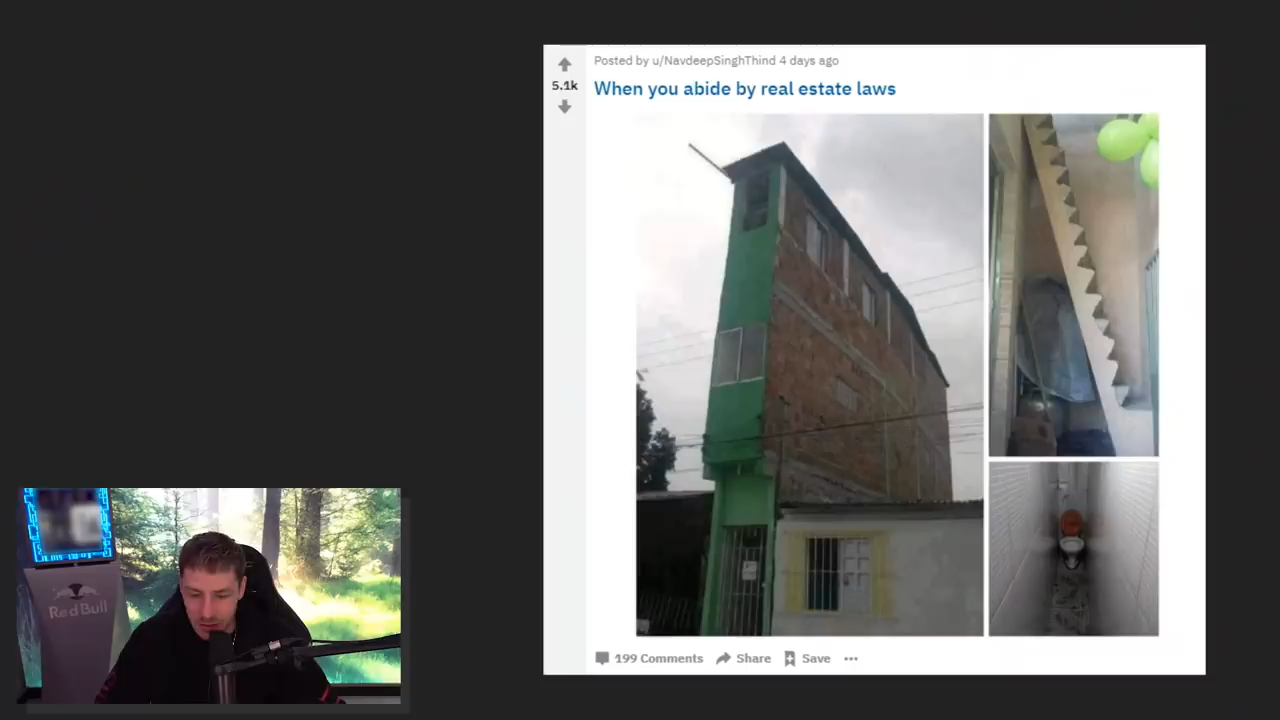 Posted by u/NavdeepSinghThind 4 days ago
5.1k
When you abide by real estate laws
199 Comments
Share
Save
Red Bull